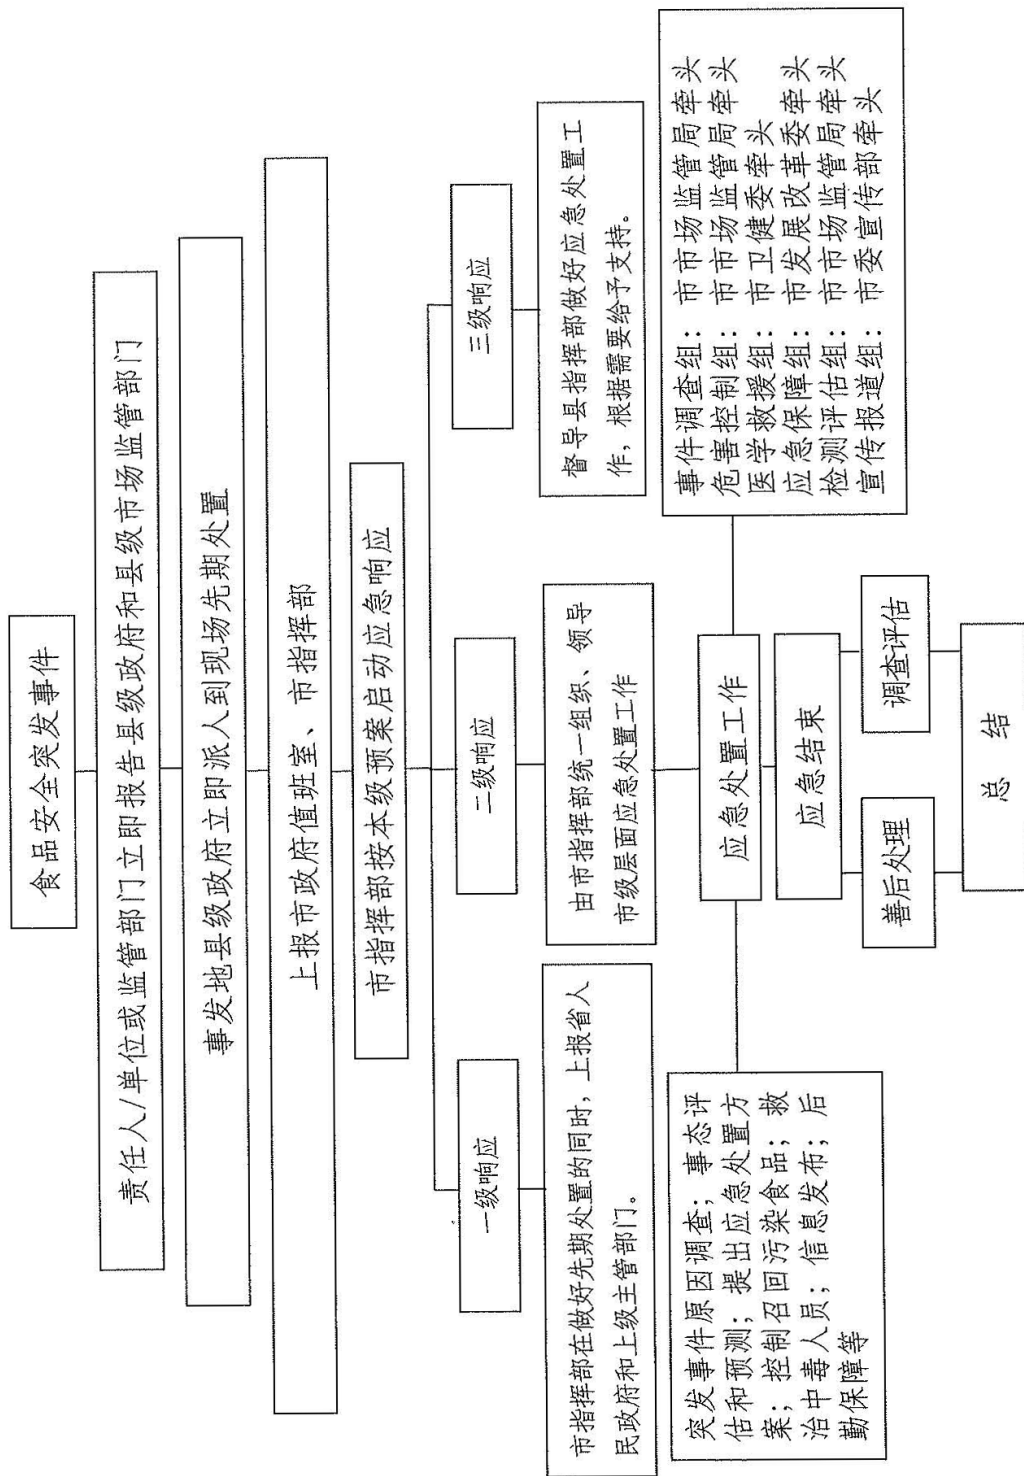 食品安全突发事件
责任人/单位或监管部门立即报告县级政府和县级市场监管部门
事发地县级政府立即派人到现场先期处置
上报市政府值班室、市指挥部
市指挥部按本级预案启动应急响应
一级响应
二级响应
三级响应
市指挥部在做好先期处置的同时，上报省人
民政府和上级主管部门。
由市指挥部统一组织、领导
市级层面应急处置工作
督导县指挥部做好应急处置工
作，根据需要给予支持。
突发事件原因调查；事态评
估和预测；提出应急处置方
案；控制召回污染食品；救
治中毒人员；信息发布；后
勤保障等
应急处置工作
事件调查组：市市场监管局牵头
危害控制组：市市场监管局牵头
医学救援组：市卫健委牵头
应急保障组：市发展改革委牵头
检测评估组：市市场监管局牵头
宣传报道组：市委宣传部牵头
应急结束
善后处理
调查评估
总 结